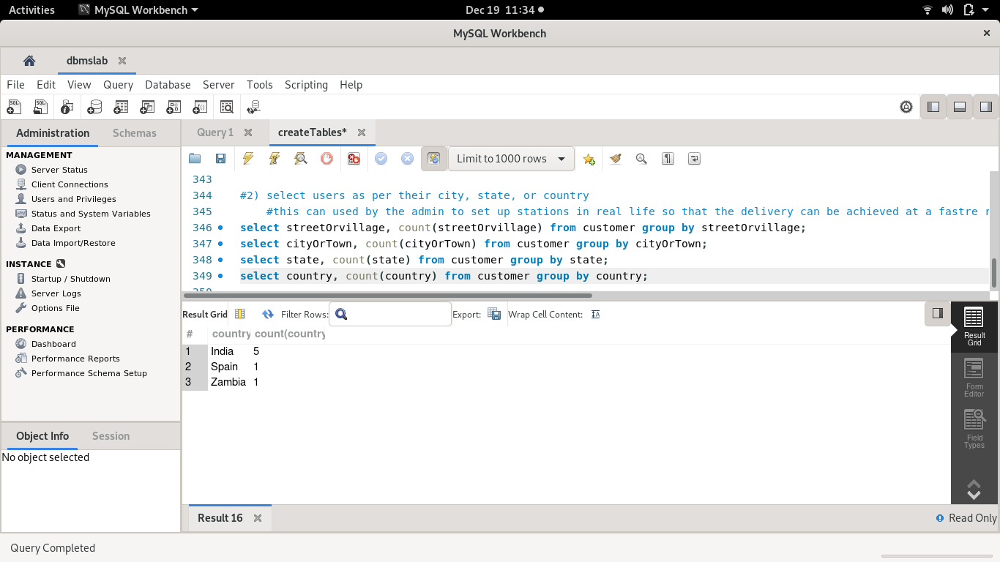 Activities MySQL Workbench Dec 19 11:34
MySQL Workbench
dbmslab
File Edit View Query Database Server Tools Scripting Help
Administration Schemas
MANAGEMENT
Server Status
Client Connections
Users and Privileges
Status and System Variables
Data Export
Data Import/Restore
INSTANCE
Startup / Shutdown
Server Logs
Options File
PERFORMANCE
Dashboard
Performance Reports
Performance Schema Setup
Object Info Session
No object selected
Query 1 createTables*
Limit to 1000 rows
343
344 #2) select users as per their city, state, or country
345 #this can used by the admin to set up stations in real life so that the delivery can be achieved at a fastre
346 select streetOrvillage, count(streetOrvillage) from customer group by streetOrvillage;
347 select cityOrTown, count(cityOrTown) from customer group by cityOrTown;
348 select state, count(state) from customer group by state;
349 select country, count(country) from customer group by country;
350
Result Grid Filter Rows: Export: Wrap Cell Content:
# country count(country
1 India 5
2 Spain 1
3 Zambia 1
Result Grid
Form Editor
Field Types
Result 16 Read Only
Query Completed